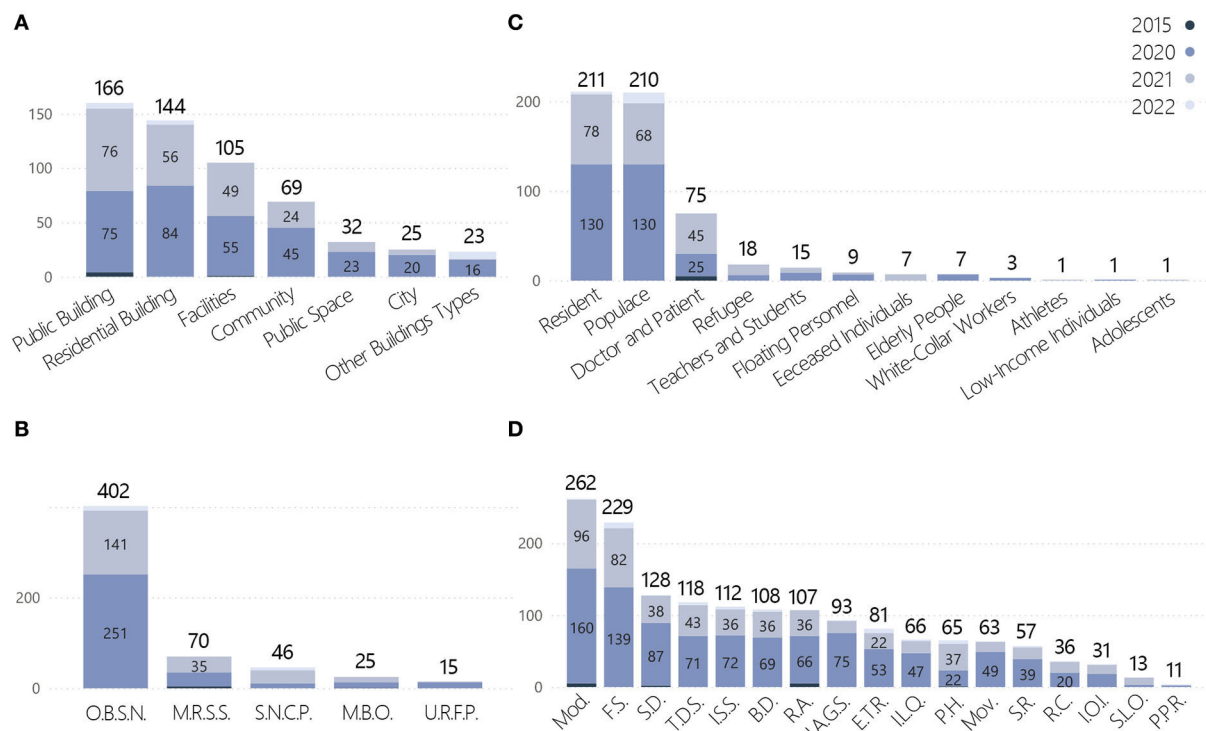 A
166
144
105
69
32
25
23
150
100
50
0
76
56
49
24
75
84
55
45
23
20
16
Public Building
Residential Building
Facilities
Community
Public Space
City
Other Buildings Types
C
2015
2020
2021
2022
211
210
75
18
15
9
7
7
3
1
1
1
200
100
0
78
68
45
130
130
25
Resident
Populace
Doctor and Patient
Refugee
Teachers and Students
Floating Personnel
Eeceased Individuals
Elderly People
White-Collar Workers
Athletes
Low-Income Individuals
Adolescents
B
402
70
46
25
15
200
0
141
251
35
O.B.S.N.
M.R.S.S.
S.N.C.P.
M.B.O.
U.R.F.P.
D
262
229
128
118
112
108
107
93
81
66
65
63
57
36
31
13
11
200
100
0
96
82
38
43
36
36
36
22
37
160
139
87
71
72
69
66
75
53
47
22
49
39
20
Mod.
F.S.
S.D.
T.D.S.
I.S.S.
B.D.
R.A.
.A.G.S.
E.T.R.
I.L.Q.
P.H.
Mov.
S.R.
R.C.
I.O.I.
S.L.O.
P.P.R.